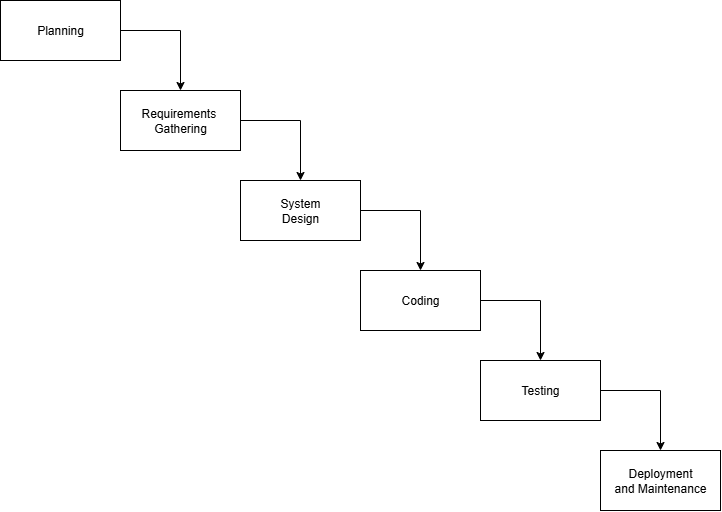 Planning
Requirements
Gathering
System
Design
Coding
Testing
Deployment
and Maintenance